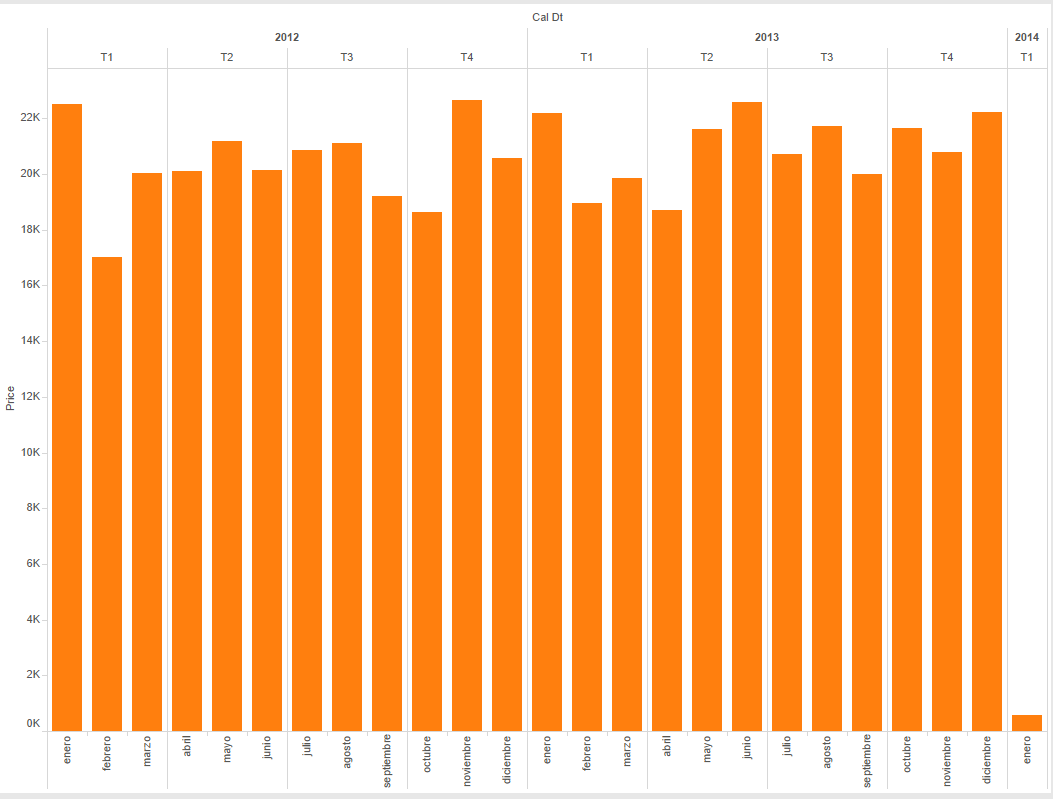 Cal Dt
2012 2013 2014
T1 T2 T3 T4 T1 T2 T3 T4 T1
22K
20K
18K
16K
14K
12K
10K
8K
6K
4K
2K
0K
Price
enero febrero marzo abril mayo junio julio agosto septiembre octubre noviembre diciembre enero febrero marzo abril mayo junio julio agosto septiembre octubre noviembre diciembre enero